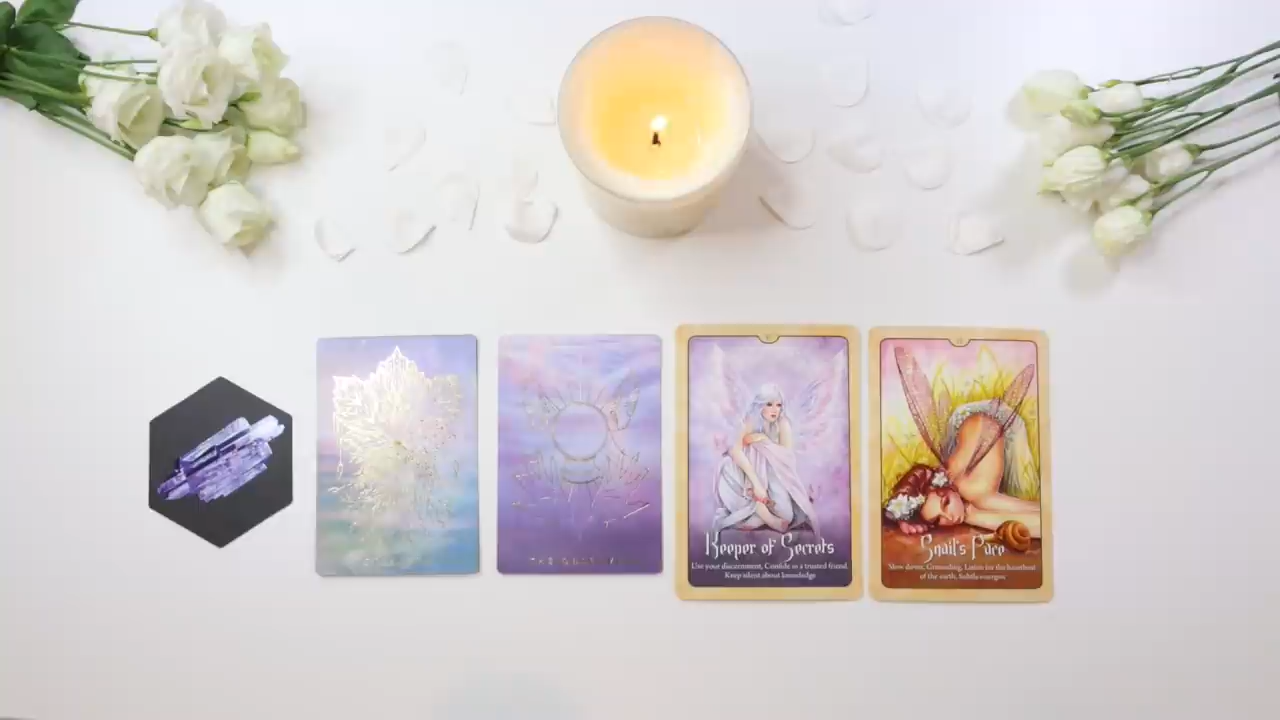 Keeper of Secrets
Use your discernment, Confide in a trusted friend,
Keep silent about knowledge
Snail's Pace
Slow down, Grounding, Listen for the heartbeat
of the earth, Subtle energies